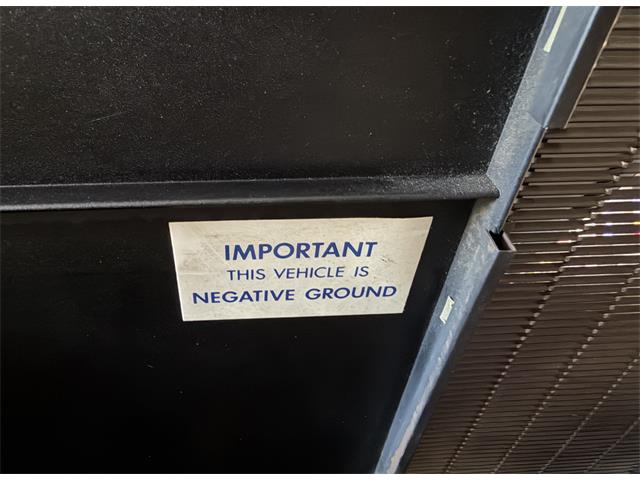 IMPORTANT
THIS VEHICLE IS
NEGATIVE GROUND